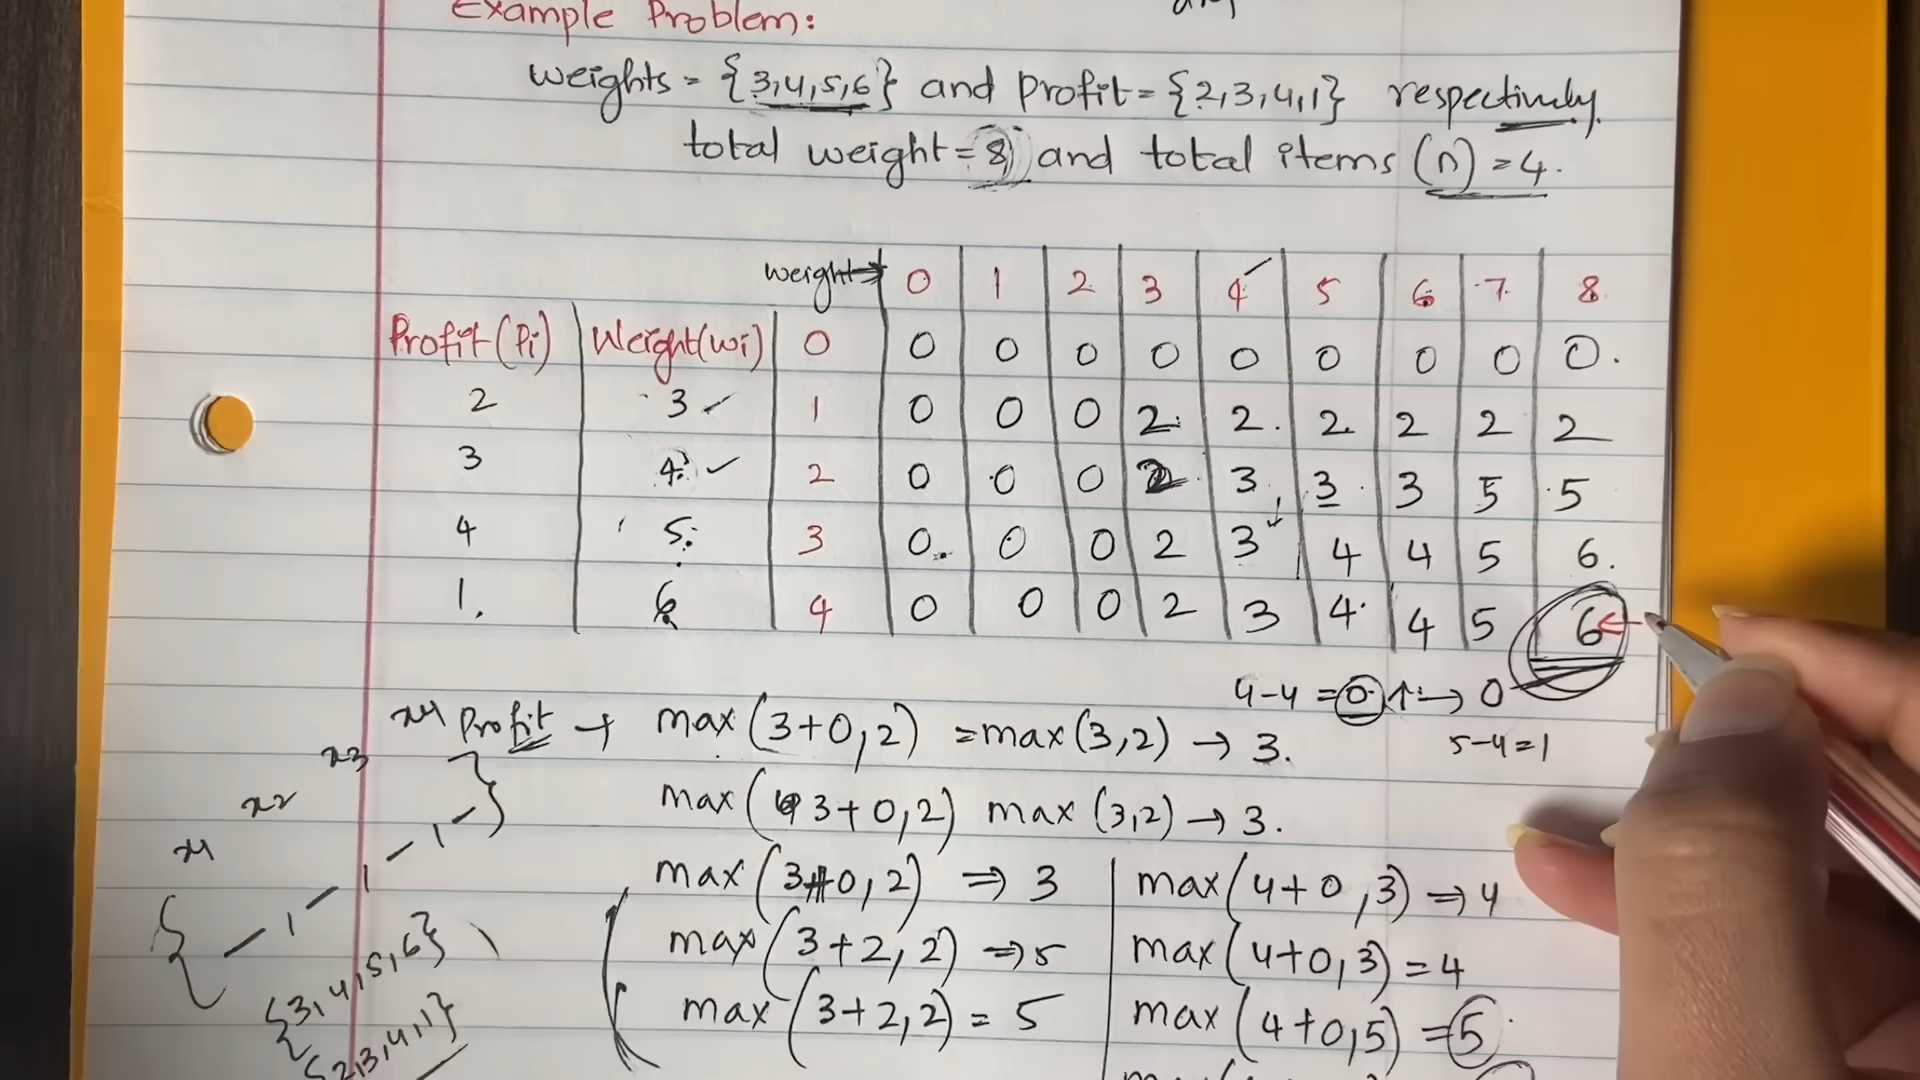 Example Problem:
weights = {3,4,5,6} and Profit = {2,3,4,1} respectively.
total weight = 8 and total items (n) = 4.
weight → 0 1 2 3 4 5 6 7 8
Profit (Pi) Weight (wi) 0 0 0 0 0 0 0 0 0 0.
2 3 ✓ 1 0 0 0 2 2. 2. 2 2 2
3 4 ✓ 2 0 0 0 2 3 3 3 5 5
4 5 3 0 0 0 2 3 4 4 5 6.
1. 6 4 0 0 0 2 3 4 4 5 6 ←
4-4 = 0 ↑ → 0
5-4=1
x4 Profit → max (3+0,2) = max (3,2) → 3.
x3
max (3+0,2) max (3,2) → 3.
x2
x1
max (3+0,2) ⇒ 3 max (4+0,3) ⇒ 4
max (3+2,2) ⇒ 5 max (4+0,3) = 4
max (3+2,2) = 5 max (4+0,5) = 5
{3,4,5,6}
{2,3,4,1}